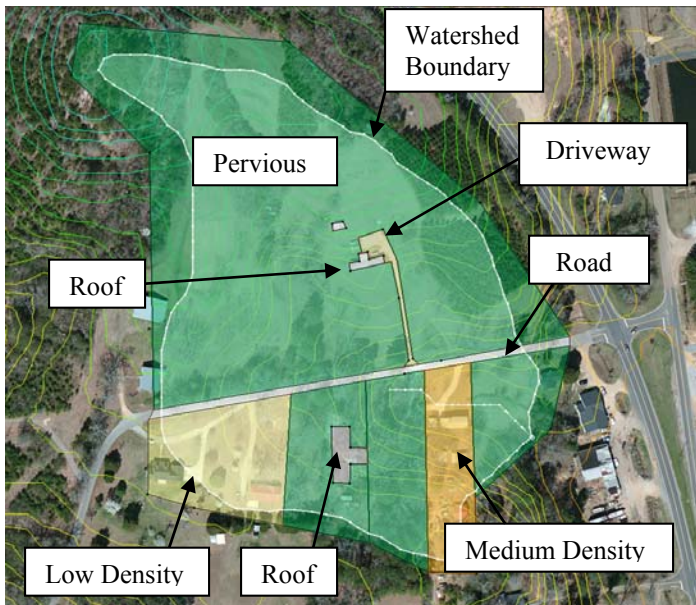 Watershed
Boundary
Pervious
Driveway
Roof
Road
Low Density
Roof
Medium Density